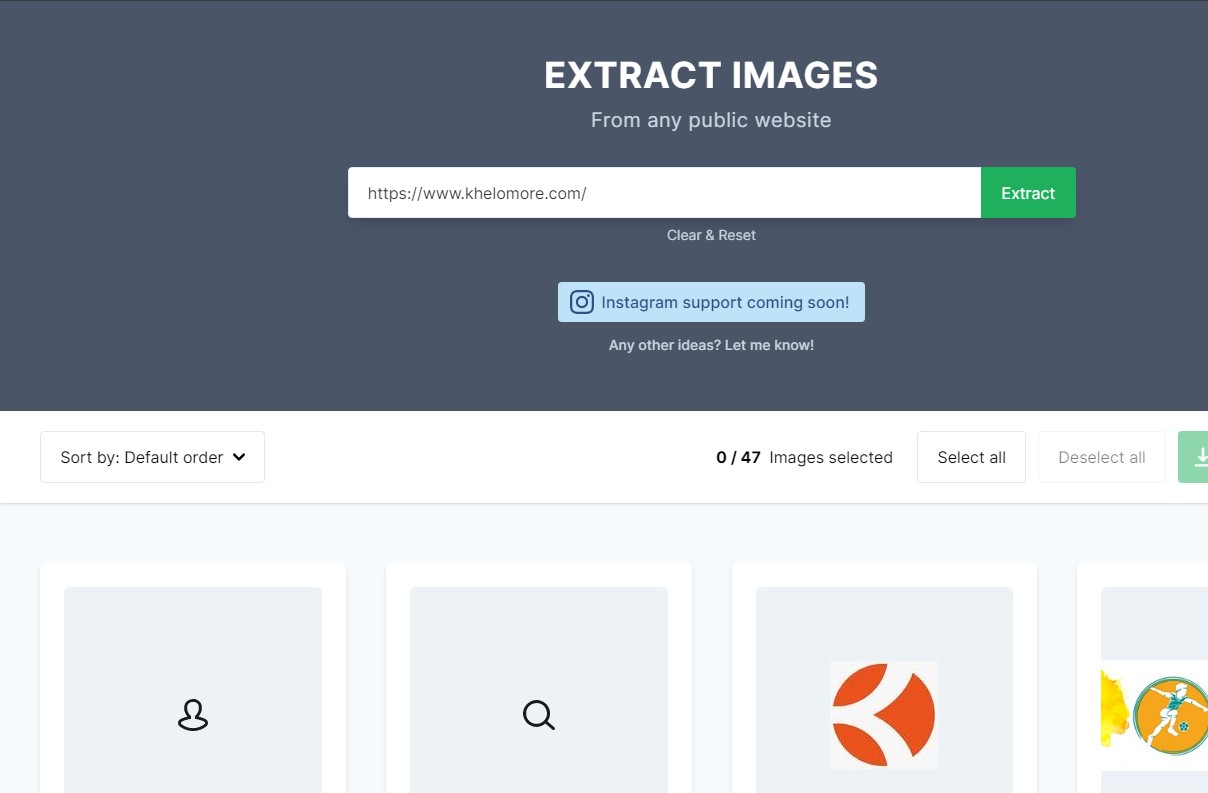 EXTRACT IMAGES
From any public website
https://www.khelomore.com/ Extract
Clear & Reset
Instagram support coming soon!
Any other ideas? Let me know!
Sort by: Default order 0 / 47 Images selected Select all Deselect all